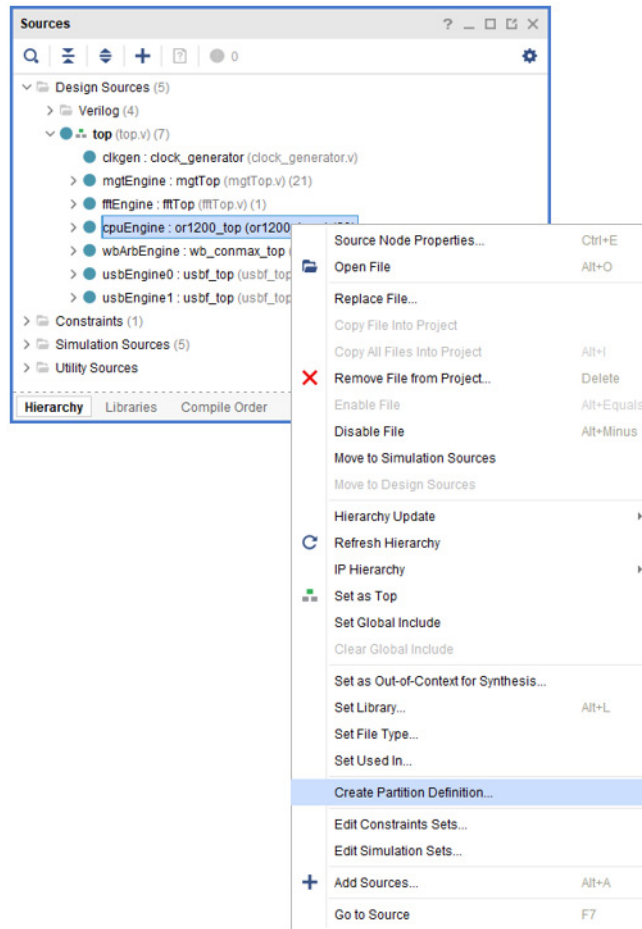 Sources
0
Design Sources (5)
Verilog (4)
top (top.v) (7)
clkgen : clock_generator (clock_generator.v)
mgtEngine : mgtTop (mgtTop.v) (21)
fftEngine : fftTop (fftTop.v) (1)
cpuEngine : or1200_top (or1200
wbArbEngine : wb_conmax_top
usbEngine0 : usbf_top (usbf_top
usbEngine1 : usbf_top (usbf_top
Constraints (1)
Simulation Sources (5)
Utility Sources
Hierarchy Libraries Compile Order
Source Node Properties... Ctrl+E
Open File Alt+O
Replace File...
Copy File Into Project
Copy All Files Into Project Alt+I
Remove File from Project... Delete
Enable File Alt+Equals
Disable File Alt+Minus
Move to Simulation Sources
Move to Design Sources
Hierarchy Update
Refresh Hierarchy
IP Hierarchy
Set as Top
Set Global Include
Clear Global Include
Set as Out-of-Context for Synthesis...
Set Library... Alt+L
Set File Type...
Set Used In...
Create Partition Definition...
Edit Constraints Sets...
Edit Simulation Sets...
Add Sources... Alt+A
Go to Source F7